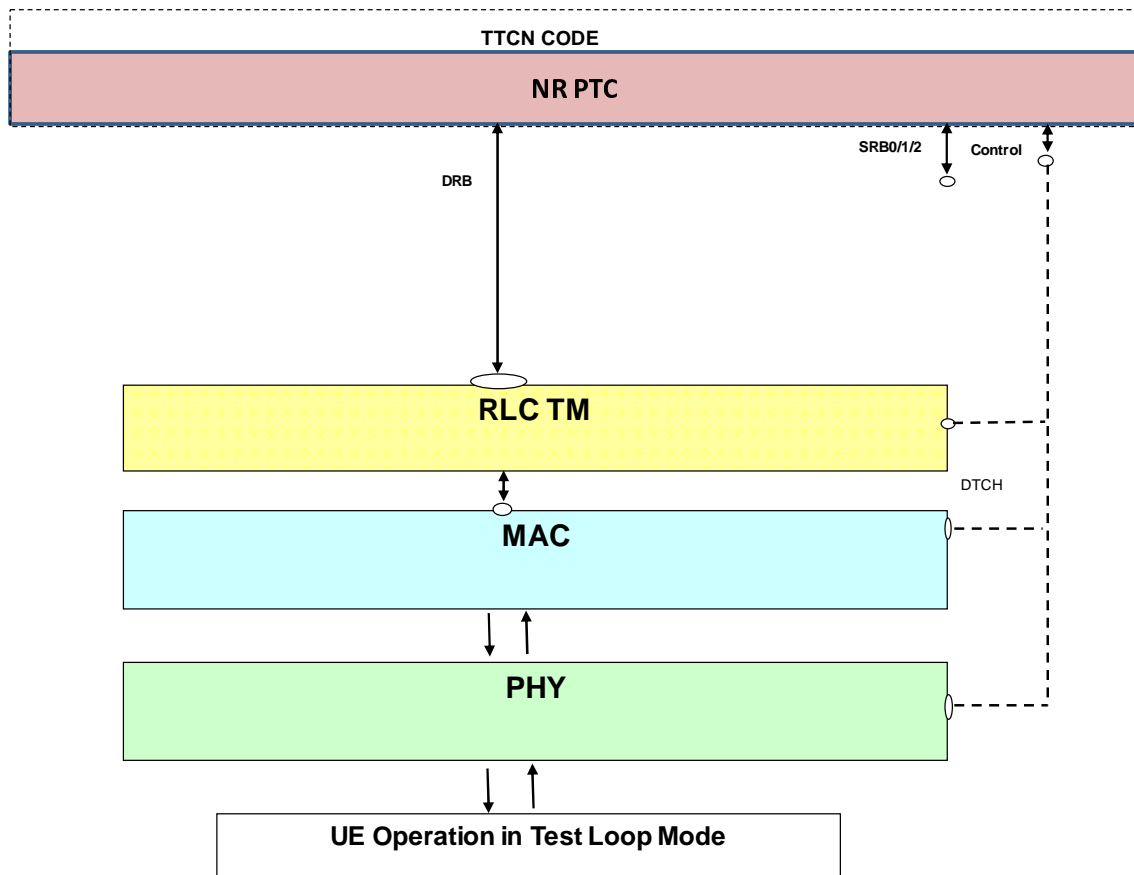 TTCN CODE
NR PTC
SRB0/1/2
Control
DRB
RLC TM
DTCH
MAC
PHY
UE Operation in Test Loop Mode